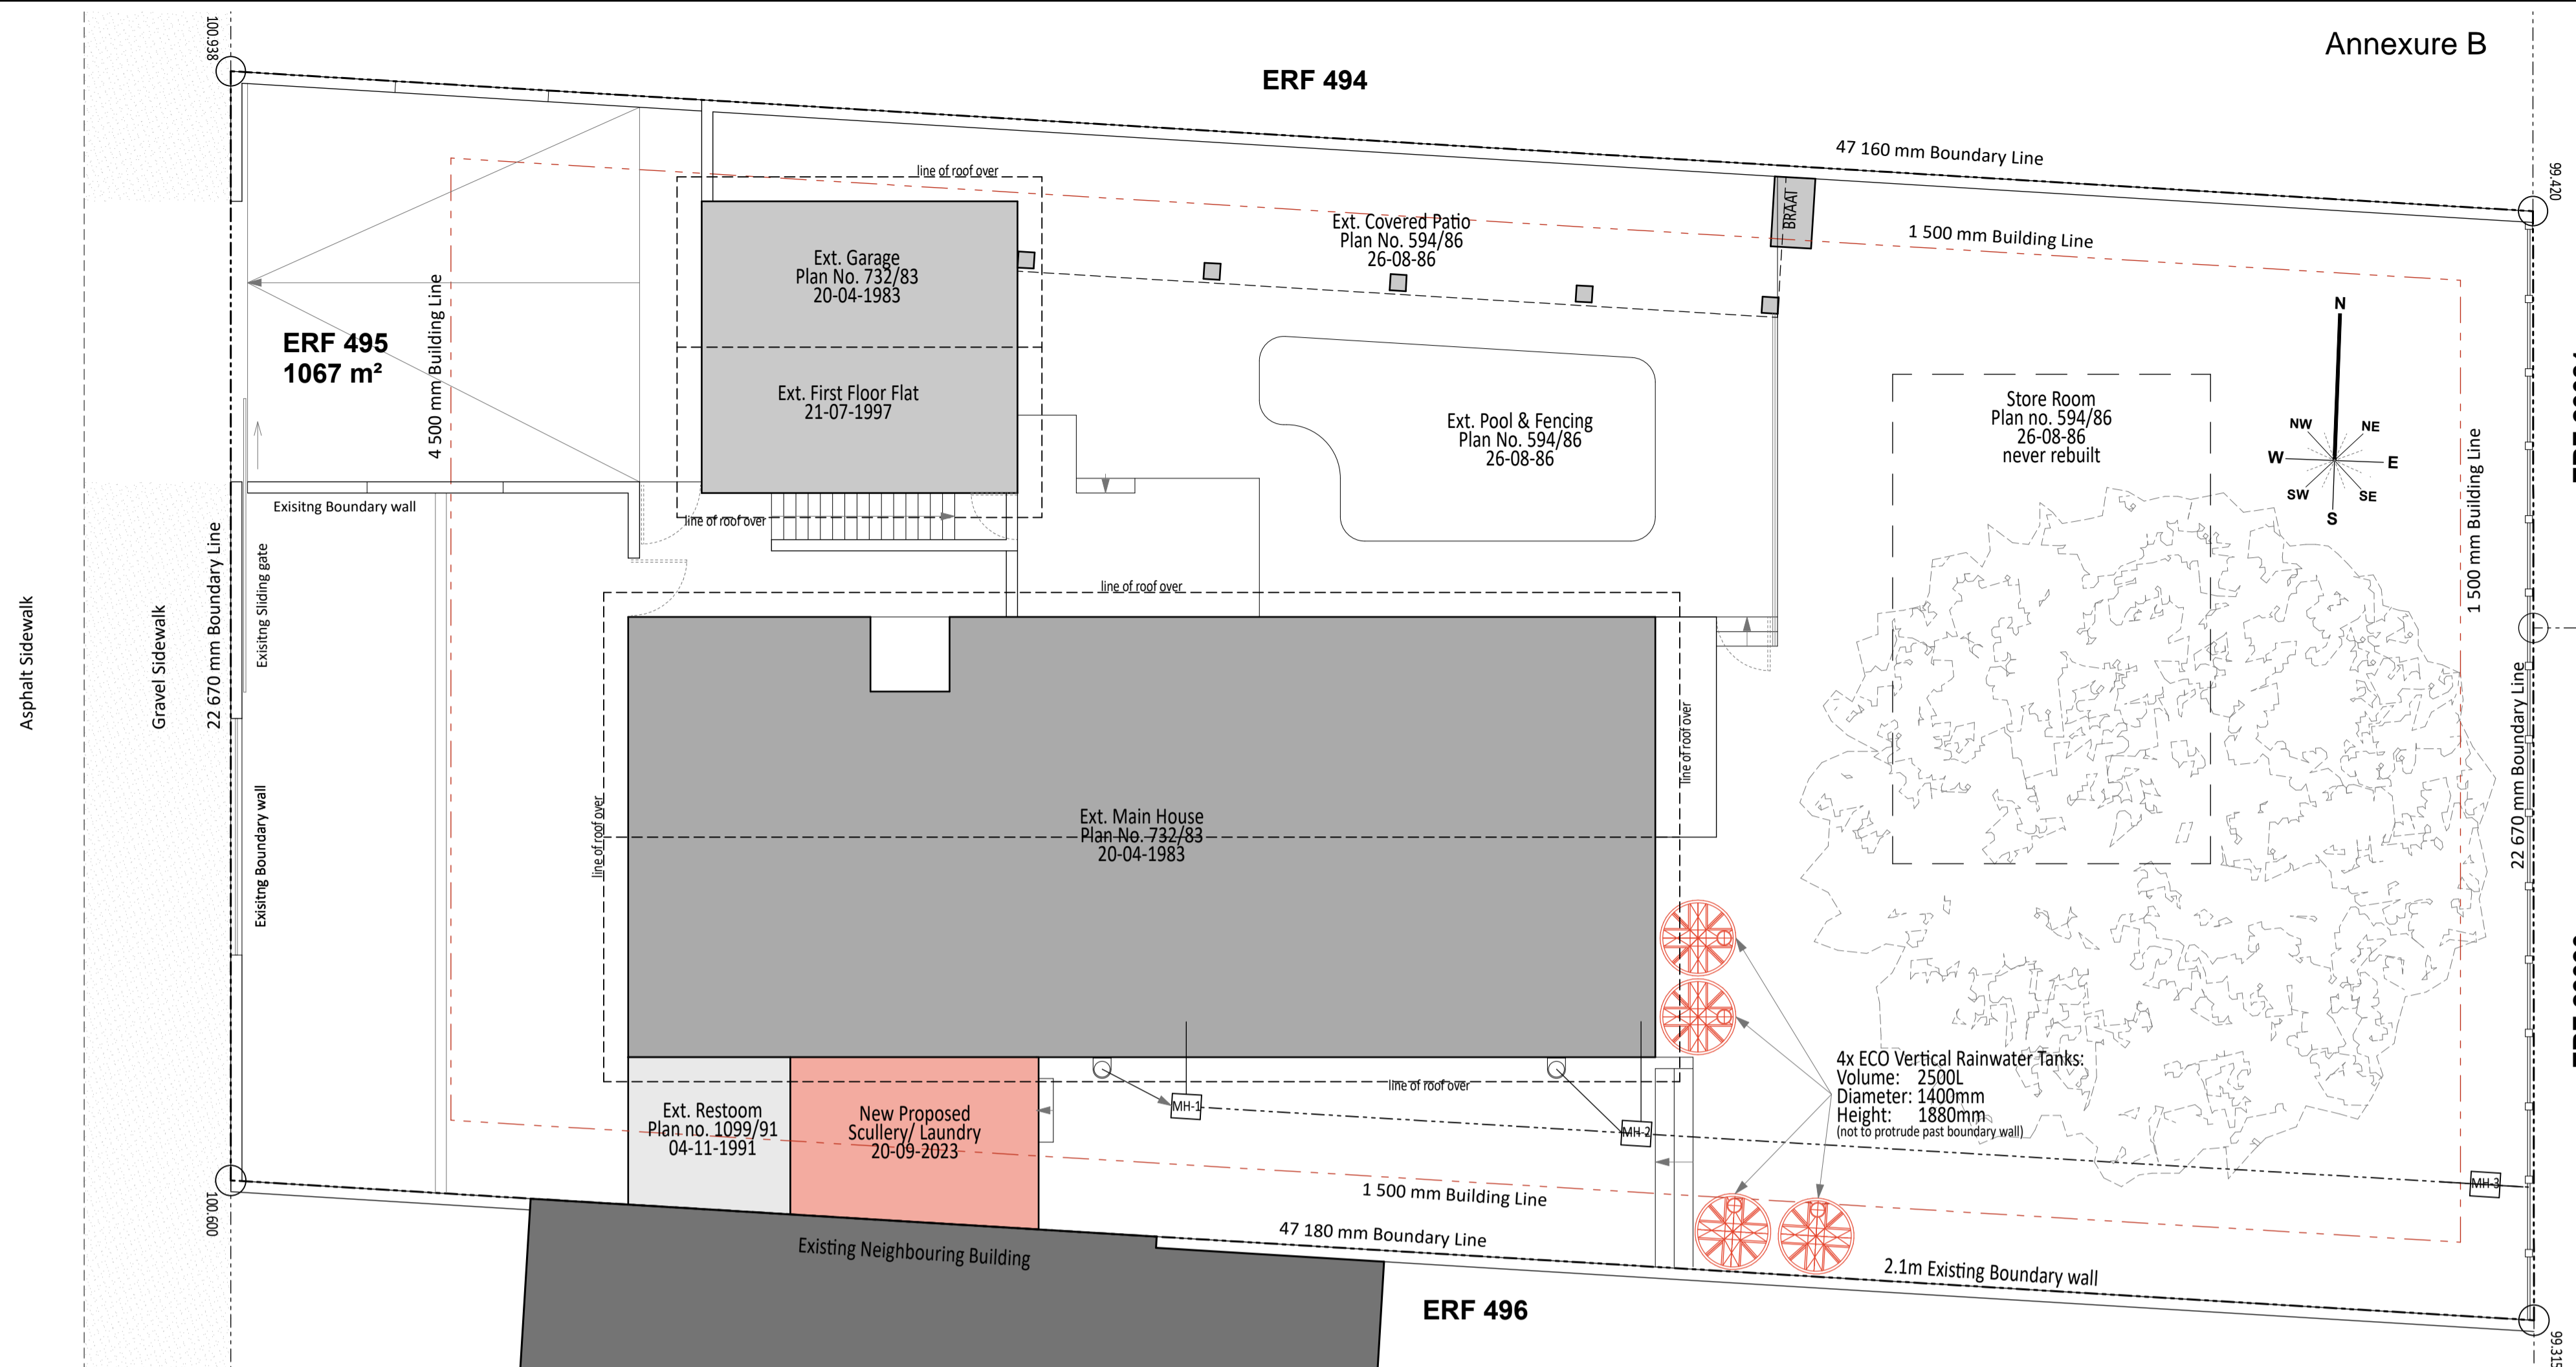 Annexure B
100.938
ERF 494
47 160 mm Boundary Line
99.420
line of roof over
BRAAI
1 500 mm Building Line
Ext. Covered Patio
Plan No. 594/86
26-08-86
Ext. Garage
Plan No. 732/83
20-04-1983
4 500 mm Building Line
ERF 495
1067 m²
Ext. First Floor Flat
21-07-1997
Ext. Pool & Fencing
Plan No. 594/86
26-08-86
Store Room
Plan no. 594/86
26-08-86
never rebuilt
N
NW
NE
W
E
SW
SE
S
1 500 mm Building Line
Exisitng Boundary wall
line of roof over
Asphalt Sidewalk
Gravel Sidewalk
22 670 mm Boundary Line
Exisitng Sliding gate
Exisitng Boundary wall
line of roof over
line of roof over
line of roof over
22 670 mm Boundary Line
Ext. Main House
Plan No. 732/83
20-04-1983
4x ECO Vertical Rainwater Tanks:
Volume: 2500L
Diameter: 1400mm
Height: 1880mm
(not to protrude past boundary wall)
line of roof over
MH-1
MH-2
MH-3
Ext. Restoom
Plan no. 1099/91
04-11-1991
New Proposed
Scullery/ Laundry
20-09-2023
1 500 mm Building Line
100.600
47 180 mm Boundary Line
Existing Neighbouring Building
2.1m Existing Boundary wall
ERF 496
99.315